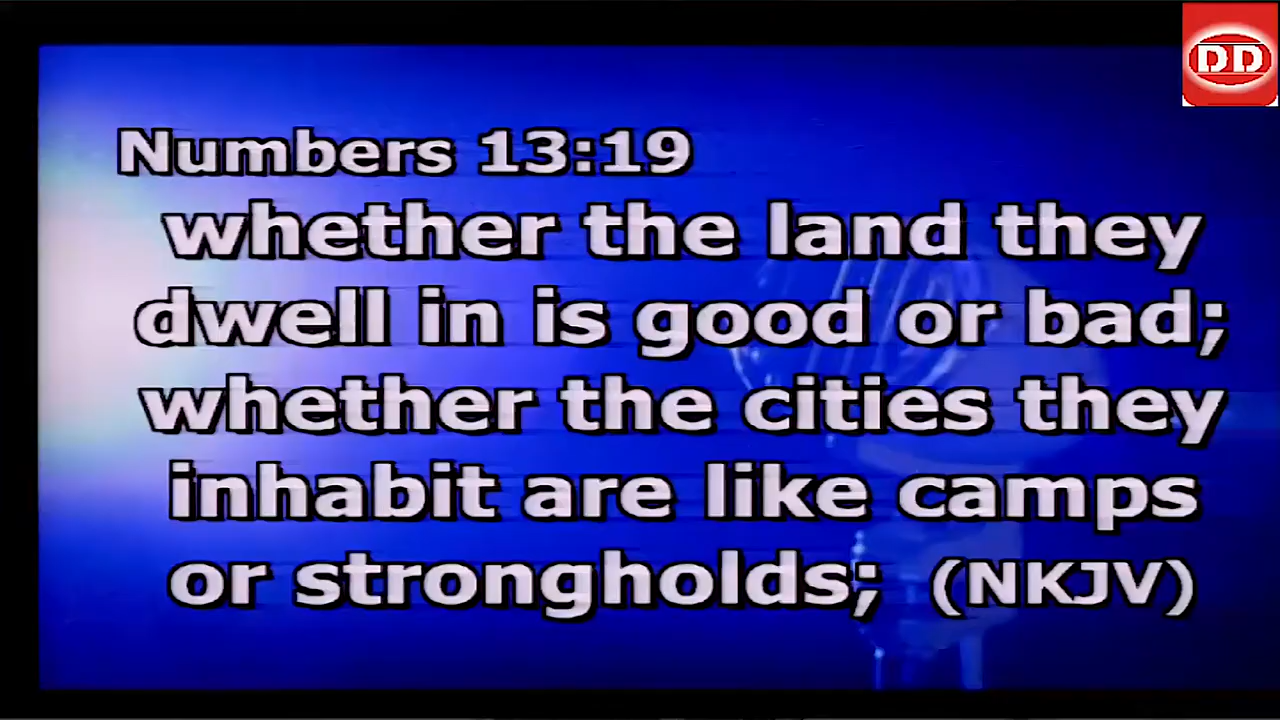 DD
Numbers 13:19
whether the land they
dwell in is good or bad;
whether the cities they
inhabit are like camps
or strongholds; (NKJV)